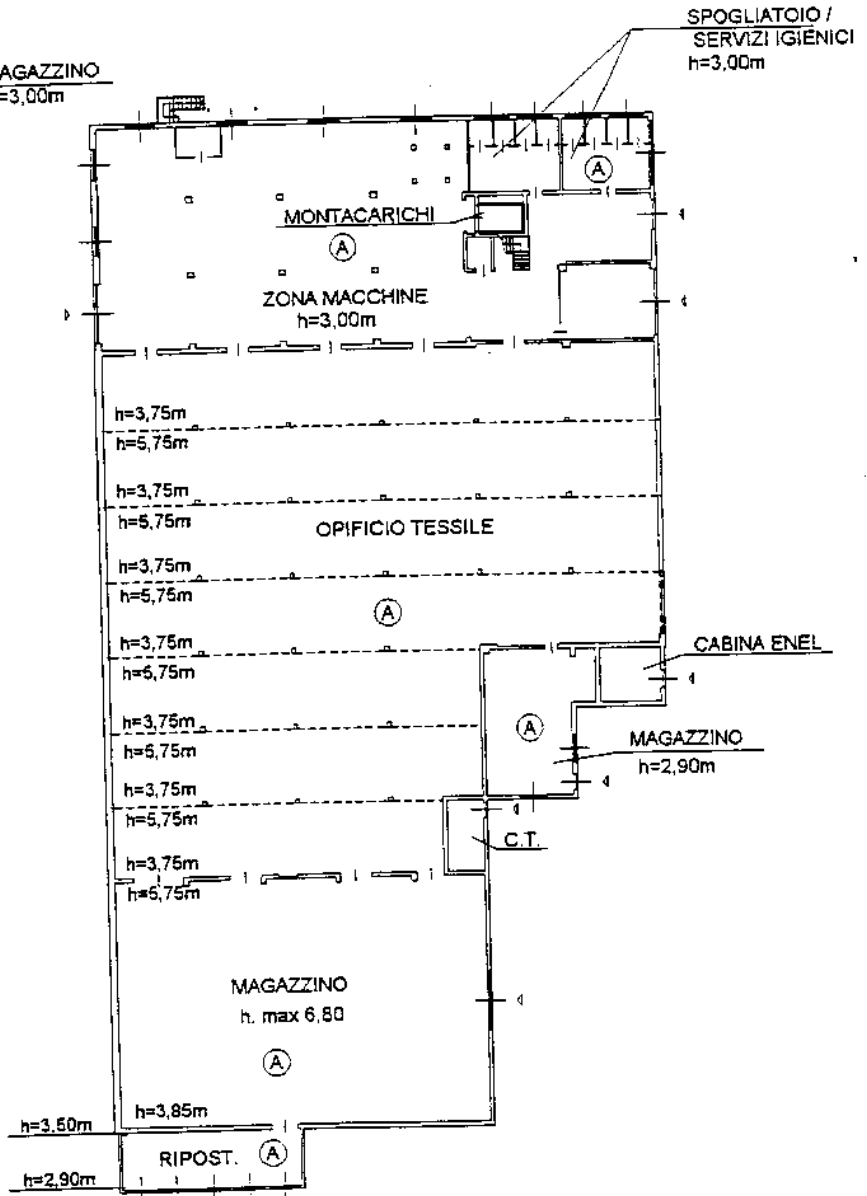 SPOGLIATOIO /
SERVIZI IGIENICI
h=3,00m
AGAZZINO
=3,00m
A
MONTACARICHI
A
ZONA MACCHINE
h=3,00m
h=3,75m
h=5,75m
h=3,75m
h=5,75m
OPIFICIO TESSILE
h=3,75m
h=5,75m
A
h=3,75m
h=5,75m
CABINA ENEL
h=3,75m
h=5,75m
A
MAGAZZINO
h=2,90m
h=3,75m
h=5,75m
C.T.
h=3,75m
h=5,75m
MAGAZZINO
h. max 6,80
A
h=3,85m
h=3,50m
RIPOST.
A
h=2,90m